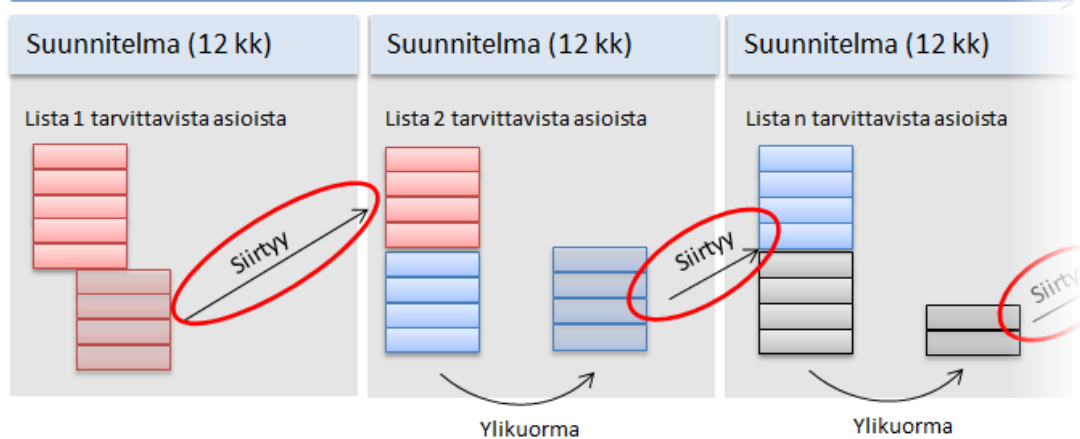 Suunnitelma (12 kk)
Suunnitelma (12 kk)
Suunnitelma (12 kk)
Lista 1 tarvittavista asioista
Lista 2 tarvittavista asioista
Lista n tarvittavista asioista
Siirtyy
Siirtyy
Siirtyy
Ylikuorma
Ylikuorma